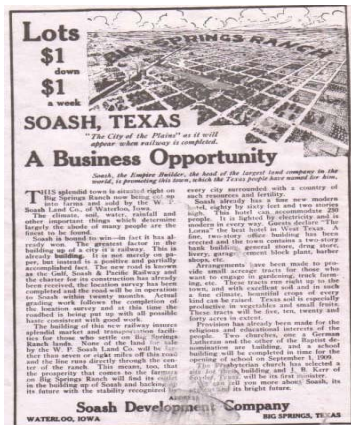 Lots
$1
down
$1
a week
BIG SPRINGS RANCH
SOASH, TEXAS
"The City of the Plains" as it will
appear when railway is completed.
A Business Opportunity
Soash, the Empire Builder, the head of the largest land company in the
world, is promoting this town, which the Texas people have named for him.
THIS splendid town is situated right on
Big Springs Ranch now being cut up
into farms and sold by the W. P.
Soash Land Co., of Waterloo, Iowa.
The climate, soil, water, rainfall and
other important things which determine
largely the abode of many people are the
finest to be found.
Soash is bound to win—in fact it has al-
ready won. The greatest factor in the
building up of a city is a railway. This is
already building. It is not merely on pa-
per, but instead is a positive and partially
accomplished fact. The new road is known
as the Gulf, Soash & Pacific Railway and
the charter for its construction has already
been received, the location survey has been
completed and the road will be in operation
to Soash within twenty months. Actual
grading work follows the completion of
the location survey and at this time the
roadbed is being put up with all possible
haste consistent with good work.
The building of this new railway insures
splendid market and transportation facili-
ties for those who settle on Big Springs
Ranch lands. None of the land for sale
by the W. P. Soash Land Co. will be far-
ther than seven or eight miles off this road
and the line runs directly through the cen-
ter of the ranch. This means, too, that
the prosperity that comes to the farmers
on Big Springs Ranch will find its outlet
in the building up of Soash and backing
its future with the stability recognized
every city surrounded with a country of
such resources and fertility.
Soash already has a fine new modern
hotel, eighty by sixty feet and two stories
high. This hotel can accommodate 250
people. It is lighted by electricity and is
modern in every way. Guests declare "The
Lorna" the best hotel in West Texas. A
large two-story office building has been
erected and the town contains a two-story
bank building, general store, drug store,
livery, garage, cement block plant, barber
shops, etc.
Arrangements have been made to pro-
vide small acreage tracts for those who
want to engage in gardening, truck farm-
ing, etc. These tracts run right up to the
town, and with excellent soil and in such
a fine climate, bountiful crops of every
kind can be raised. Texas soil is especially
adapted to vegetables and small fruits.
These tracts will be five, ten, twenty and
forty acres in extent.
Provision has already been made for the
religious and educational interests of the
people. Two churches, one a German
Lutheran and the other of the Baptist de-
nomination are building, and a school
building will be completed in time for the
opening of school on September 1, 1909.
The Presbyterian church has selected a
site for building and J. B. Kerr of
Texas, will be its first minister.
tell you more about Soash, its
and its bright future.
Soash Development Company
WATERLOO, IOWA
BIG SPRINGS, TEXAS